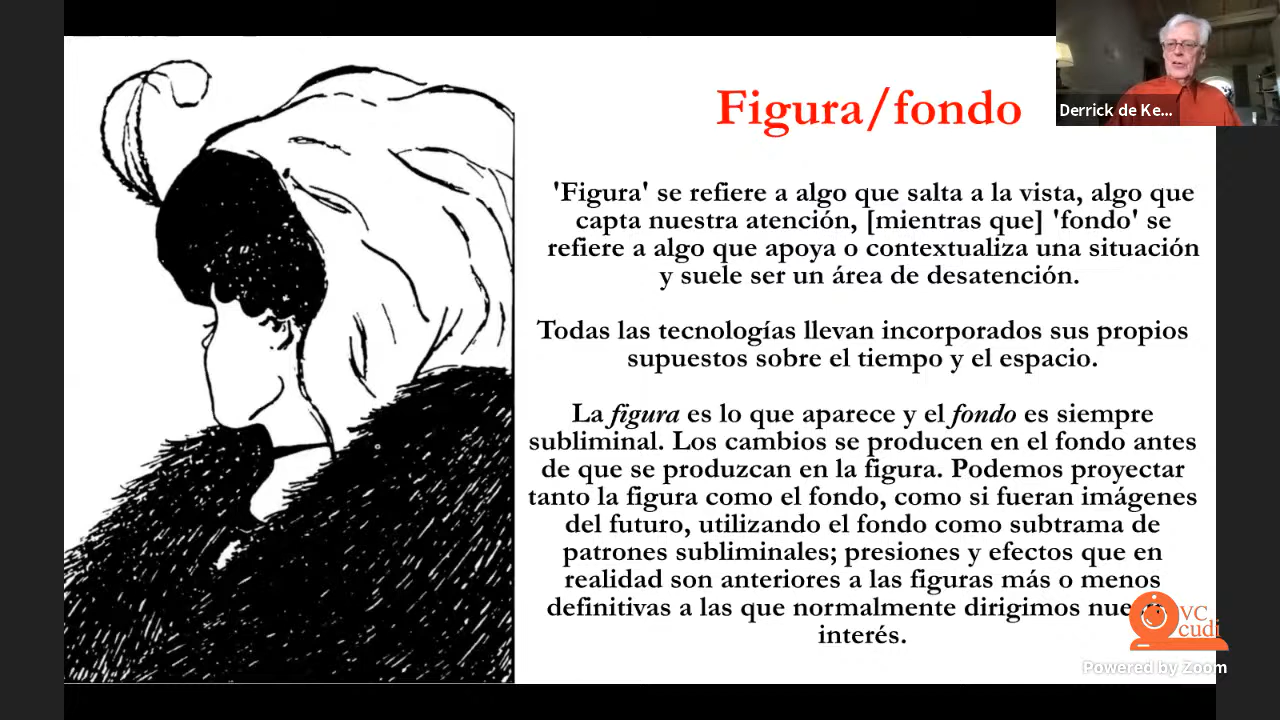 Figura/fondo
Derrick de Ke...
'Figura' se refiere a algo que salta a la vista, algo que
capta nuestra atención, [mientras que] 'fondo' se
refiere a algo que apoya o contextualiza una situación
y suele ser un área de desatención.
Todas las tecnologías llevan incorporados sus propios
supuestos sobre el tiempo y el espacio.
La figura es lo que aparece y el fondo es siempre
subliminal. Los cambios se producen en el fondo antes
de que se produzcan en la figura. Podemos proyectar
tanto la figura como el fondo, como si fueran imágenes
del futuro, utilizando el fondo como subtrama de
patrones subliminales; presiones y efectos que en
realidad son anteriores a las figuras más o menos
definitivas a las que normalmente dirigimos
interés.
VC
cudi
Powered by Zoom